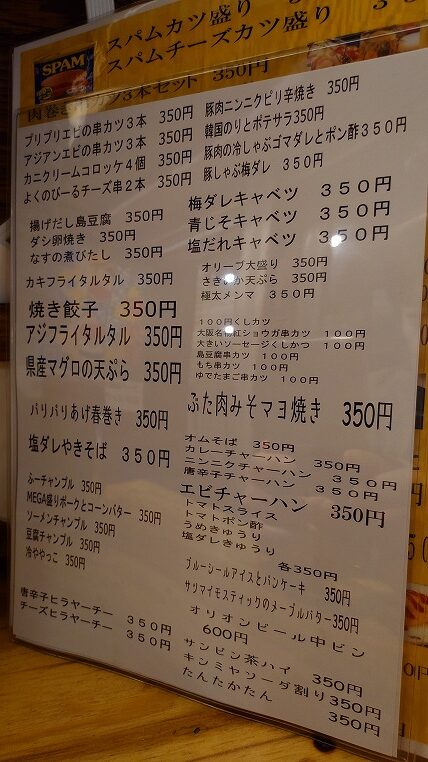 SPAM
スパムカツ盛り
スパムチーズカツ盛り 3
３本セット 350円
プリプリエビの串カツ３本 350円
アジアンエビの串カツ３本 350円
カニクリームコロッケ４個 350円
よくのびーるチーズ串２本 350円
揚げだし島豆腐 350円
ダシ卵焼き 350円
なすの煮びたし 350円
カキフライタルタル 350円
焼き餃子 350円
アジフライタルタル 350円
県産マグロの天ぷら 350円
パリパリあげ春巻き 350円
塩ダレやきそば ３５０円
ふーチャンプル 350円
MEGA盛りポークとコーンバター 350円
ソーメンチャンプル 350円
豆腐チャンプル 350円
冷ややっこ 350円
唐辛子ヒラヤーチー ３５０円
チーズヒラヤーチー ３５０円
豚肉ニンニクピリ辛焼き 350円
韓国のりとポテサラ350円
豚肉の冷しゃぶゴマダレとポン酢３５０円
豚しゃぶ梅ダレ 350円
梅ダレキャベツ ３５０円
青じそキャベツ ３５０円
塩だれキャベツ ３５０円
オリーブ大盛り ３５０円
さきいか天ぷら ３５０円
極太メンマ ３５０円
１００円くしカツ
大阪名物紅ショウガ串カツ １００円
大きいソーセージくしかつ １００円
島豆腐串カツ １００円
もち串カツ １００円
ゆでたまご串カツ １００円
ぶた肉みそマヨ焼き 350円
オムそば 350円
カレーチャーハン ３５０円
ニンニクチャーハン ３５０円
唐辛子チャーハン ３５０円
エビチャーハン 350円
トマトスライス
トマトポン酢
うめきゅうり
塩ダレきゅうり
各350円
ブルーシールアイスとパンケーキ 350円
サツマイモスティックのメープルバター350円
オリオンビール中ビン
600円
サンピン茶ハイ 350円
キンミヤソーダ割り 350円
たんたかたん 350円